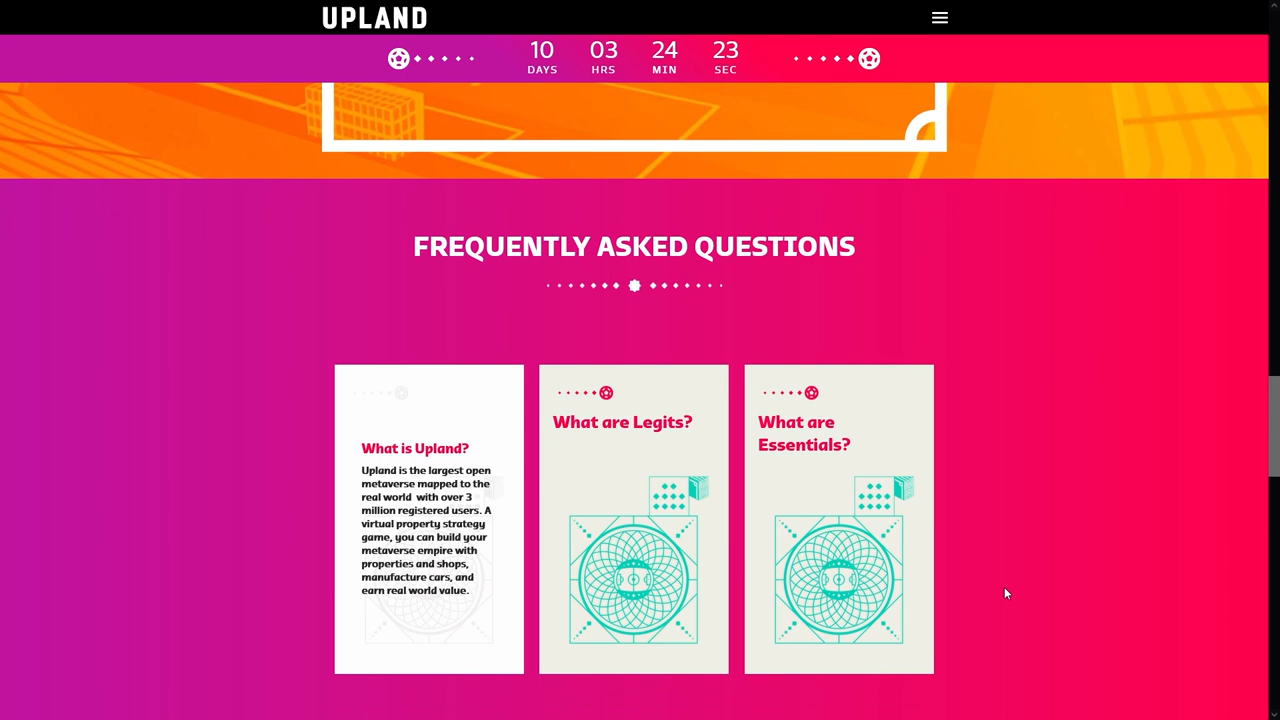 UPLAND
10 03 24 23
DAYS HRS MIN SEC
FREQUENTLY ASKED QUESTIONS
What is Upland?
Upland is the largest open
metaverse mapped to the
real world with over 3
million registered users. A
virtual property strategy
game, you can build your
metaverse empire with
properties and shops,
manufacture cars, and
earn real world value.
What are Legits?
What are
Essentials?